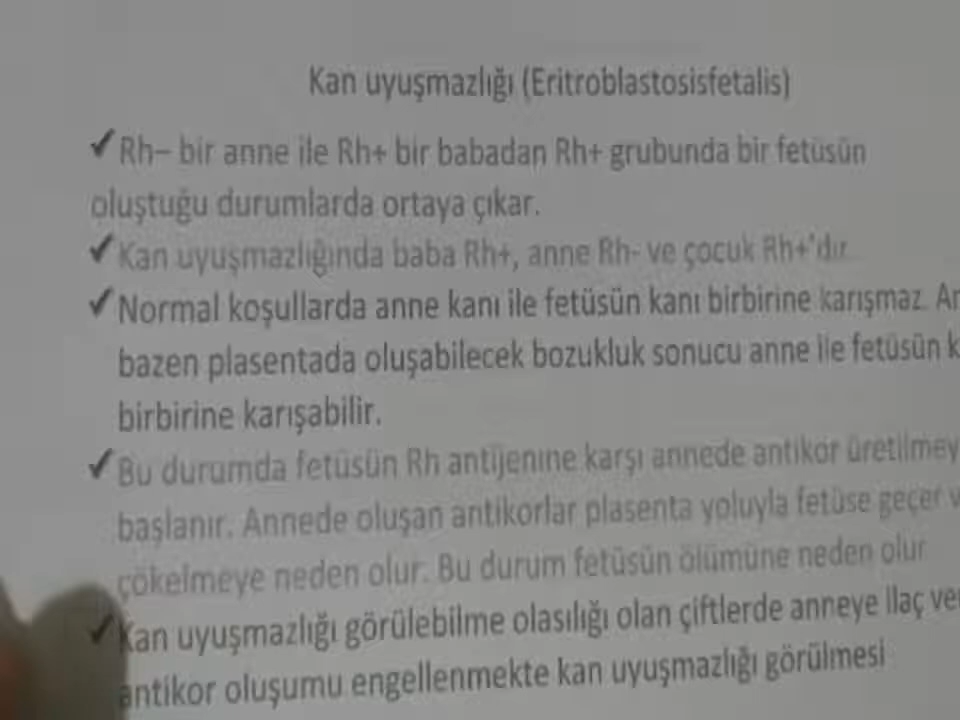 Kan uyuşmazlığı (Eritroblastosisfetalis)
✔Rh– bir anne ile Rh+ bir babadan Rh+ grubunda bir fetüsün
oluştuğu durumlarda ortaya çıkar.
✔Kan uyuşmazlığında baba Rh+, anne Rh- ve çocuk Rh+'dır.
✔Normal koşullarda anne kanı ile fetüsün kanı birbirine karışmaz.
bazen plasentada oluşabilecek bozukluk sonucu anne ile fetüsün
birbirine karışabilir.
✔Bu durumda fetüsün Rh antijenine karşı annede antikor
başlanır. Annede oluşan antikorlar plasenta yoluyla fetüse geçer
çökelmeye neden olur. Bu durum fetüsün ölümüne neden olur
✔Kan uyuşmazlığı görülebilme olasılığı olan çiftlerde anneye ilaç
antikor oluşumu engellenmekte kan uyuşmazlığı görülmesi